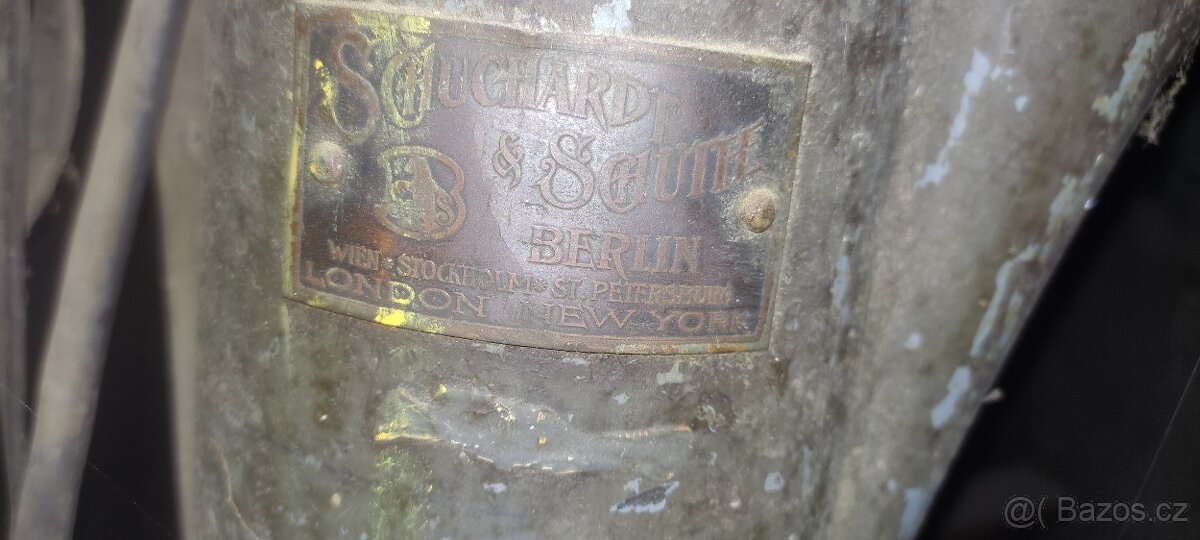 SCHUCHARDT
& SCHÜTTE
BERLIN
WIEN • STOCKHOLM • ST. PETERSBURG
LONDON NEW YORK
@( Bazos.cz